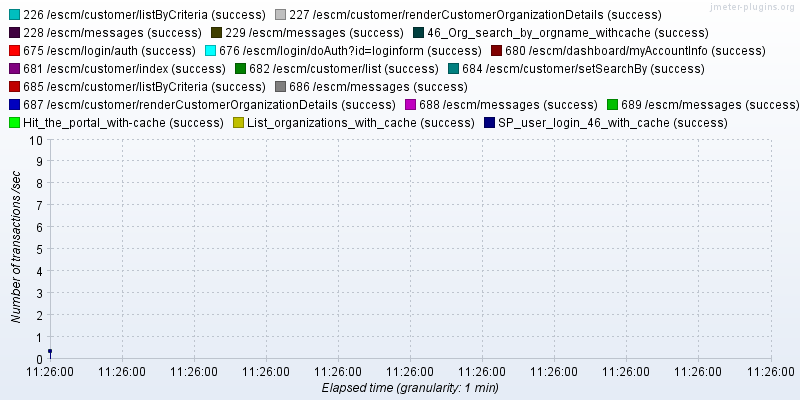 jmeter-plugins.org
226 /escm/customer/listByCriteria (success) 227 /escm/customer/renderCustomerOrganizationDetails (success)
228 /escm/messages (success) 229 /escm/messages (success) 46_Org_search_by_orgname_withcache (success)
675 /escm/login/auth (success) 676 /escm/login/doAuth?id=loginform (success) 680 /escm/dashboard/myAccountInfo (success)
681 /escm/customer/index (success) 682 /escm/customer/list (success) 684 /escm/customer/setSearchBy (success)
685 /escm/customer/listByCriteria (success) 686 /escm/messages (success)
687 /escm/customer/renderCustomerOrganizationDetails (success) 688 /escm/messages (success) 689 /escm/messages (success)
Hit_the_portal_with-cache (success) List_organizations_with_cache (success) SP_user_login_46_with_cache (success)
Number of transactions /sec
10
9
8
7
6
5
4
3
2
1
0
11:26:00 11:26:00 11:26:00 11:26:00 11:26:00 11:26:00 11:26:00 11:26:00 11:26:00 11:26:00 11:26:00
Elapsed time (granularity: 1 min)